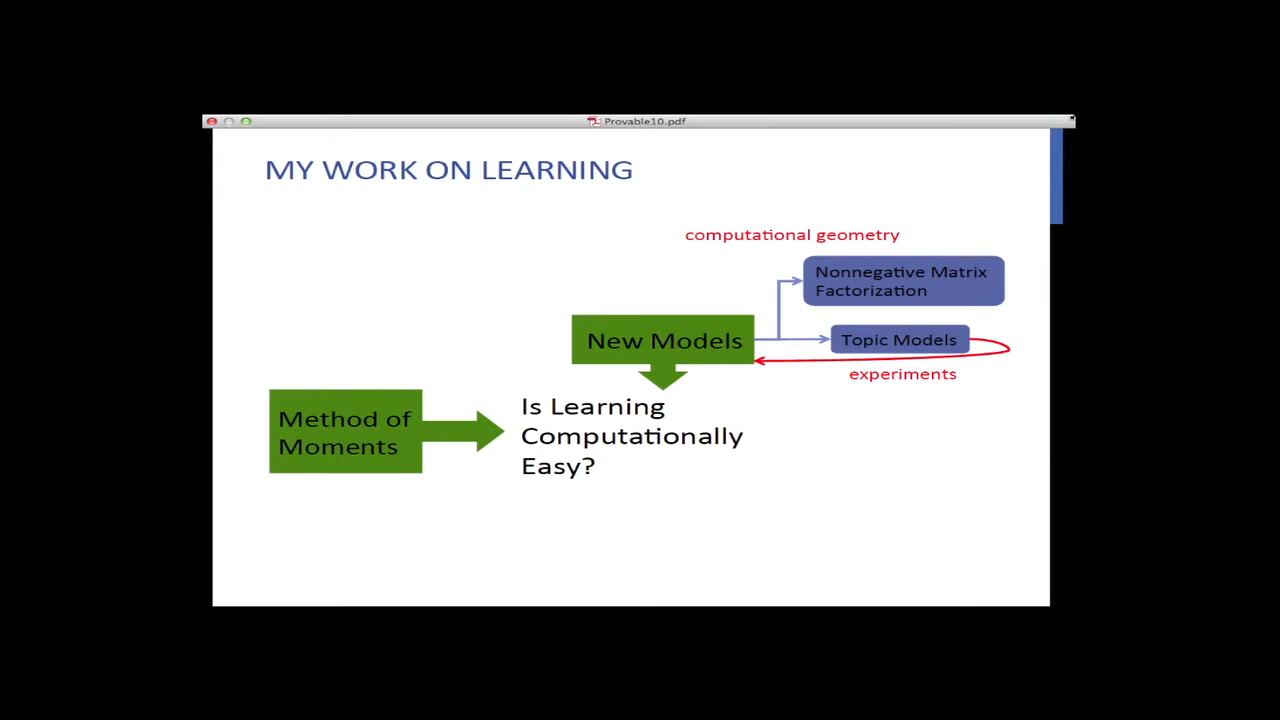 Provable10.pdf
MY WORK ON LEARNING
computational geometry
Nonnegative Matrix
Factorization
New Models
Topic Models
experiments
Method of
Moments
Is Learning
Computationally
Easy?